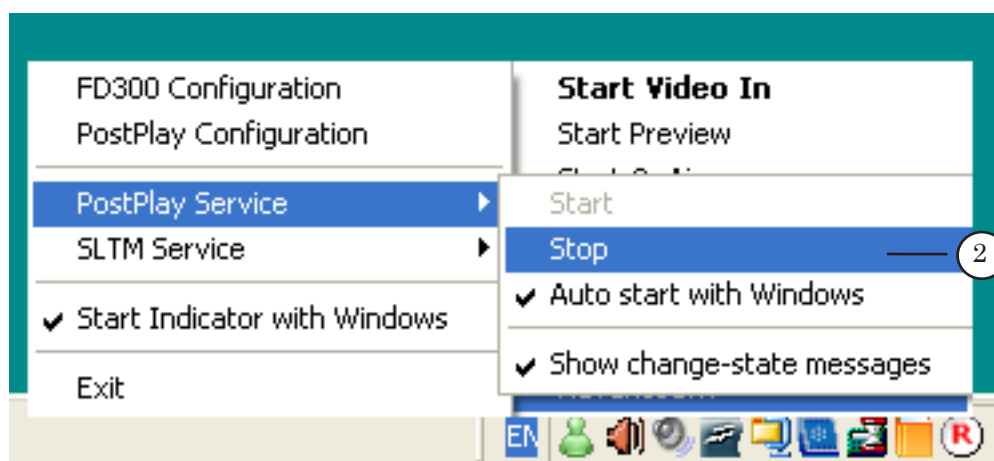 FD300 Configuration
PostPlay Configuration
PostPlay Service
SLTM Service
Start Indicator with Windows
Exit
Start Video In
Start Preview
Start
Stop
2
Auto start with Windows
Show change-state messages
EN
R